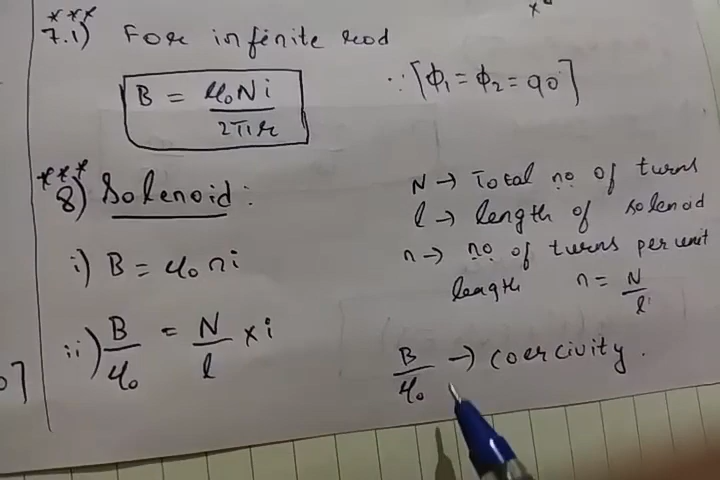 ***
7.1) For infinite rod
B = μ₀Ni / 2πr ∵ [ϕ₁ = ϕ₂ = 90°]
***
8) Solenoid:
N → Total no of turns
l → length of solenoid
n → no of turns per unit
length n = N/l
i) B = μ₀ni
ii) B/μ₀ = N/l × i
B/μ₀ → coercivity.